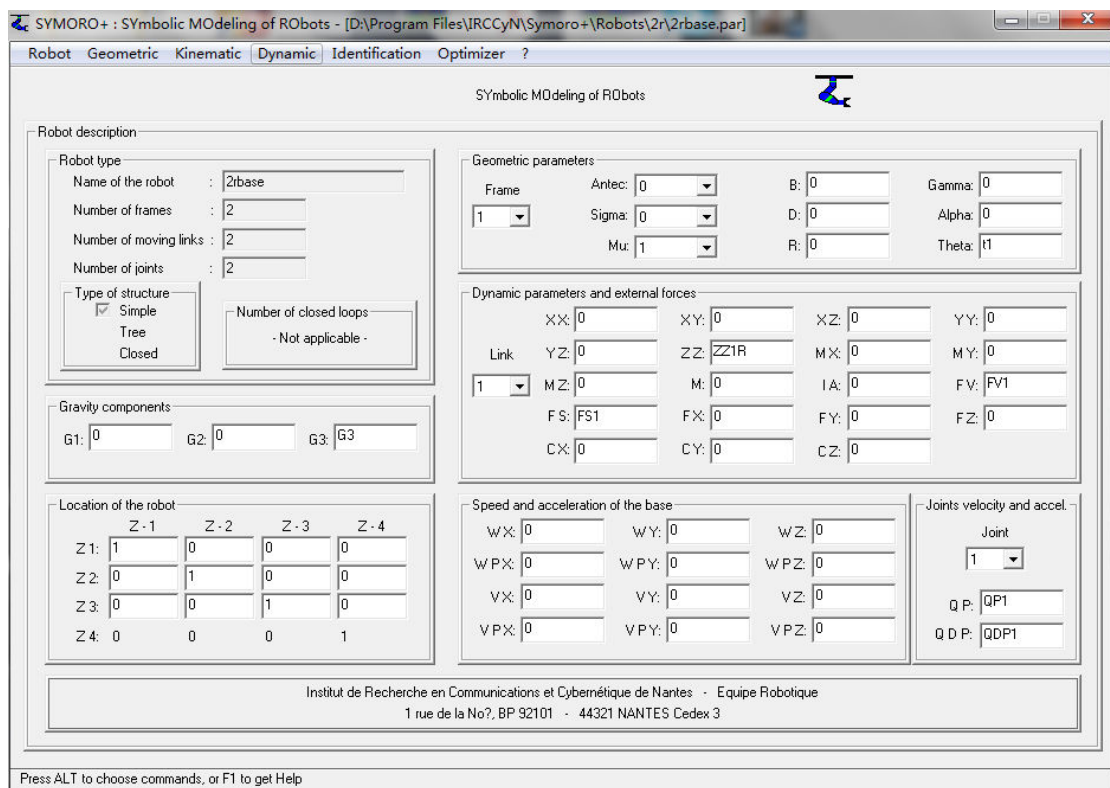 SYMORO+ : SYmbolic MOdeling of RObots - [D:\Program Files\IRCCyN\Symoro+\Robots\2r\2rbase.par]
Robot Geometric Kinematic Dynamic Identification Optimizer ?
SYmbolic MOdeling of RObots
Robot description
Robot type
Name of the robot : 2rbase
Number of frames : 2
Number of moving links : 2
Number of joints : 2
Type of structure
Simple
Tree
Closed
Number of closed loops
- Not applicable -
Geometric parameters
Frame
1
Antec: 0 B: 0 Gamma: 0
Sigma: 0 D: 0 Alpha: 0
Mu: 1 R: 0 Theta: t1
Dynamic parameters and external forces
Link
1
XX: 0 XY: 0 XZ: 0 YY: 0
YZ: 0 ZZ: ZZ1R MX: 0 MY: 0
MZ: 0 M: 0 IA: 0 FV: FV1
FS: FS1 FX: 0 FY: 0 FZ: 0
CX: 0 CY: 0 CZ: 0
Gravity components
G1: 0 G2: 0 G3: G3
Location of the robot
Z-1 Z-2 Z-3 Z-4
Z1: 1 0 0 0
Z2: 0 1 0 0
Z3: 0 0 1 0
Z4: 0 0 0 1
Speed and acceleration of the base
WX: 0 WY: 0 WZ: 0
WPX: 0 WPY: 0 WPZ: 0
VX: 0 VY: 0 VZ: 0
VPX: 0 VPY: 0 VPZ: 0
Joints velocity and accel.
Joint
1
QP: QP1
QDP: QDP1
Institut de Recherche en Communications et Cybernétique de Nantes - Equipe Robotique
1 rue de la No?, BP 92101 - 44321 NANTES Cedex 3
Press ALT to choose commands, or F1 to get Help